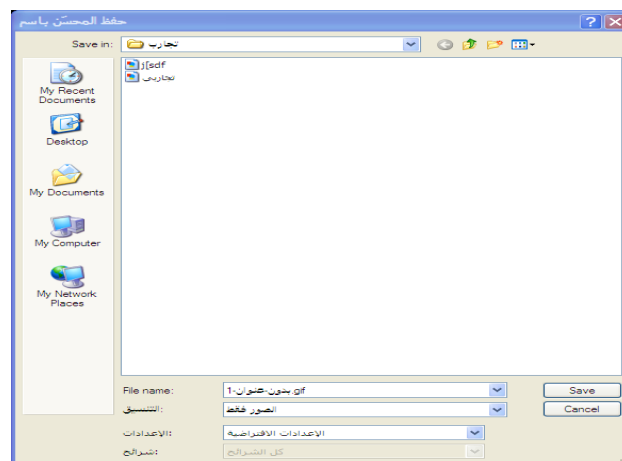 حفظ المحسّن باسم
Save in: تجارب
j[sdf
تجاربي
My Recent
Documents
Desktop
My Documents
My Computer
My Network
Places
File name: بدون-عنوان-1.gif
التنسيق: الصور فقط
الإعدادات: الإعدادات الافتراضية
شرائح: كل الشرائح
Save
Cancel